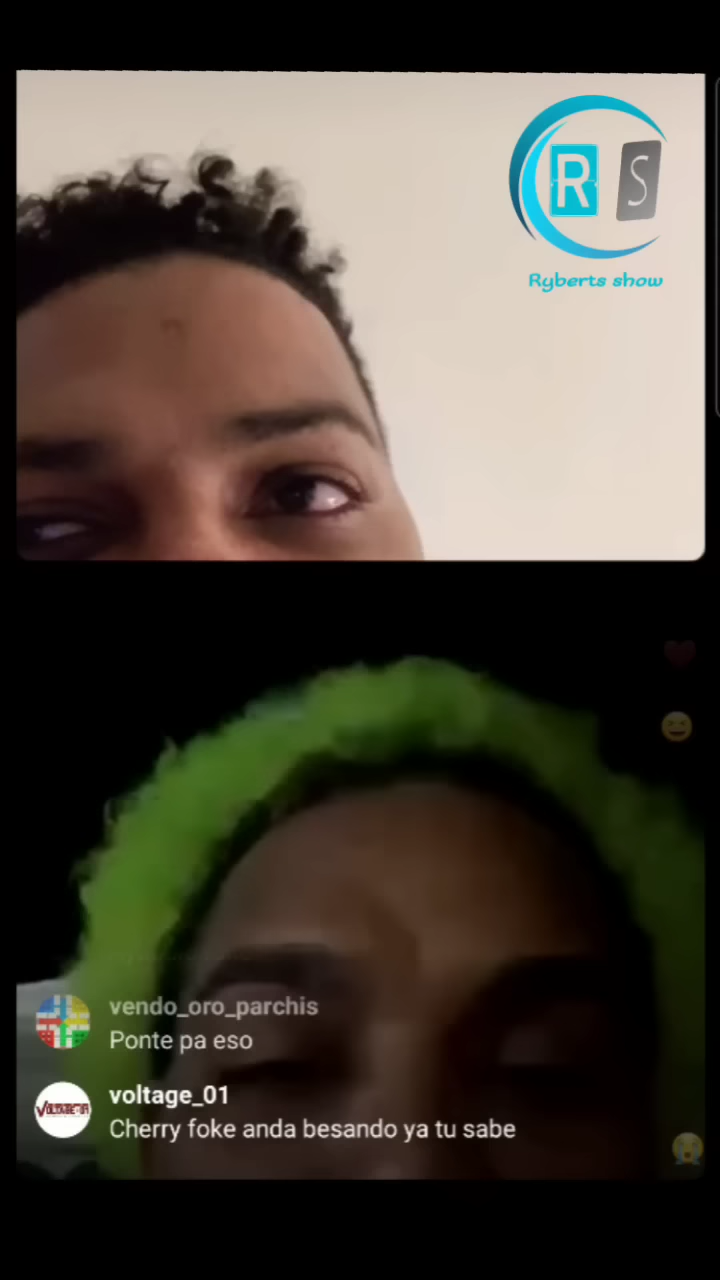 R S
Ryberts show
vendo_oro_parchis
Ponte pa eso
voltage_01
Cherry foke anda besando ya tu sabe